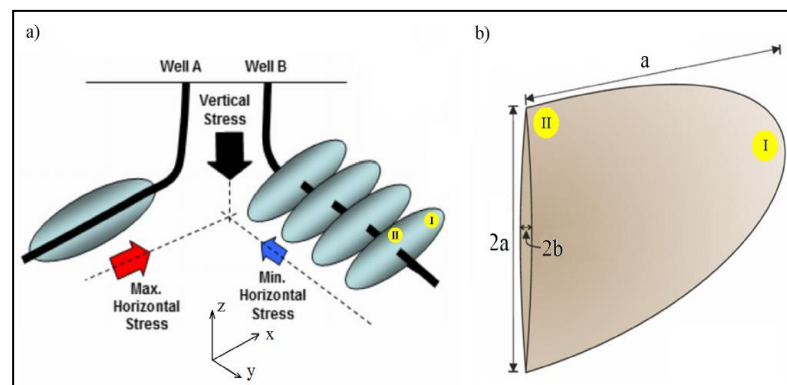 a)
Well A
Well B
Vertical
Stress
I
II
Max.
Horizontal
Stress
Min.
Horizontal
Stress
z
x
y
b)
a
II
I
2a
2b